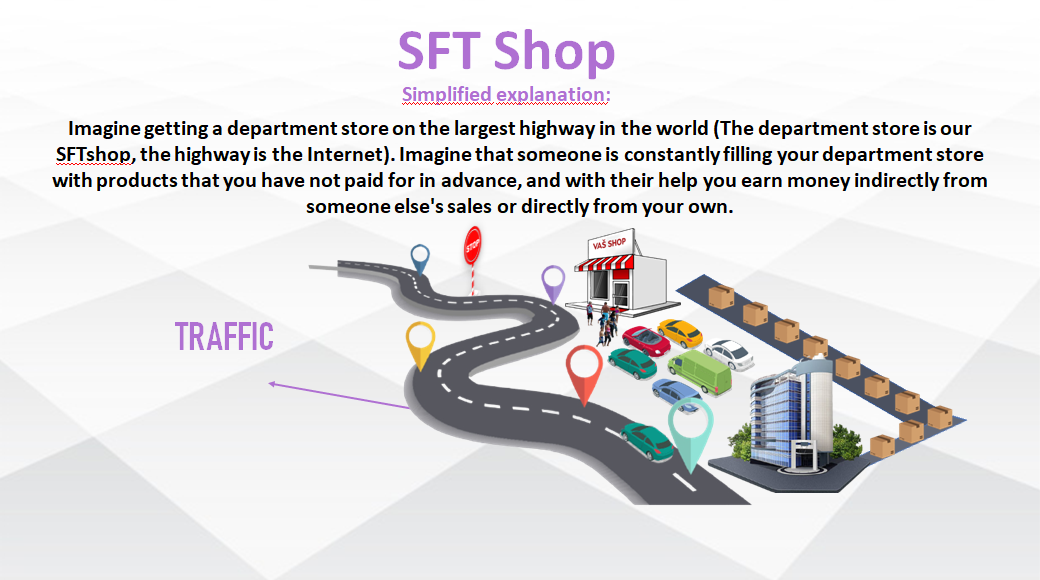 SFT Shop
Simplified explanation:
Imagine getting a department store on the largest highway in the world (The department store is our
SFTshop, the highway is the Internet). Imagine that someone is constantly filling your department store
with products that you have not paid for in advance, and with their help you earn money indirectly from
someone else's sales or directly from your own.
STOP
VAŠ SHOP
TRAFFIC